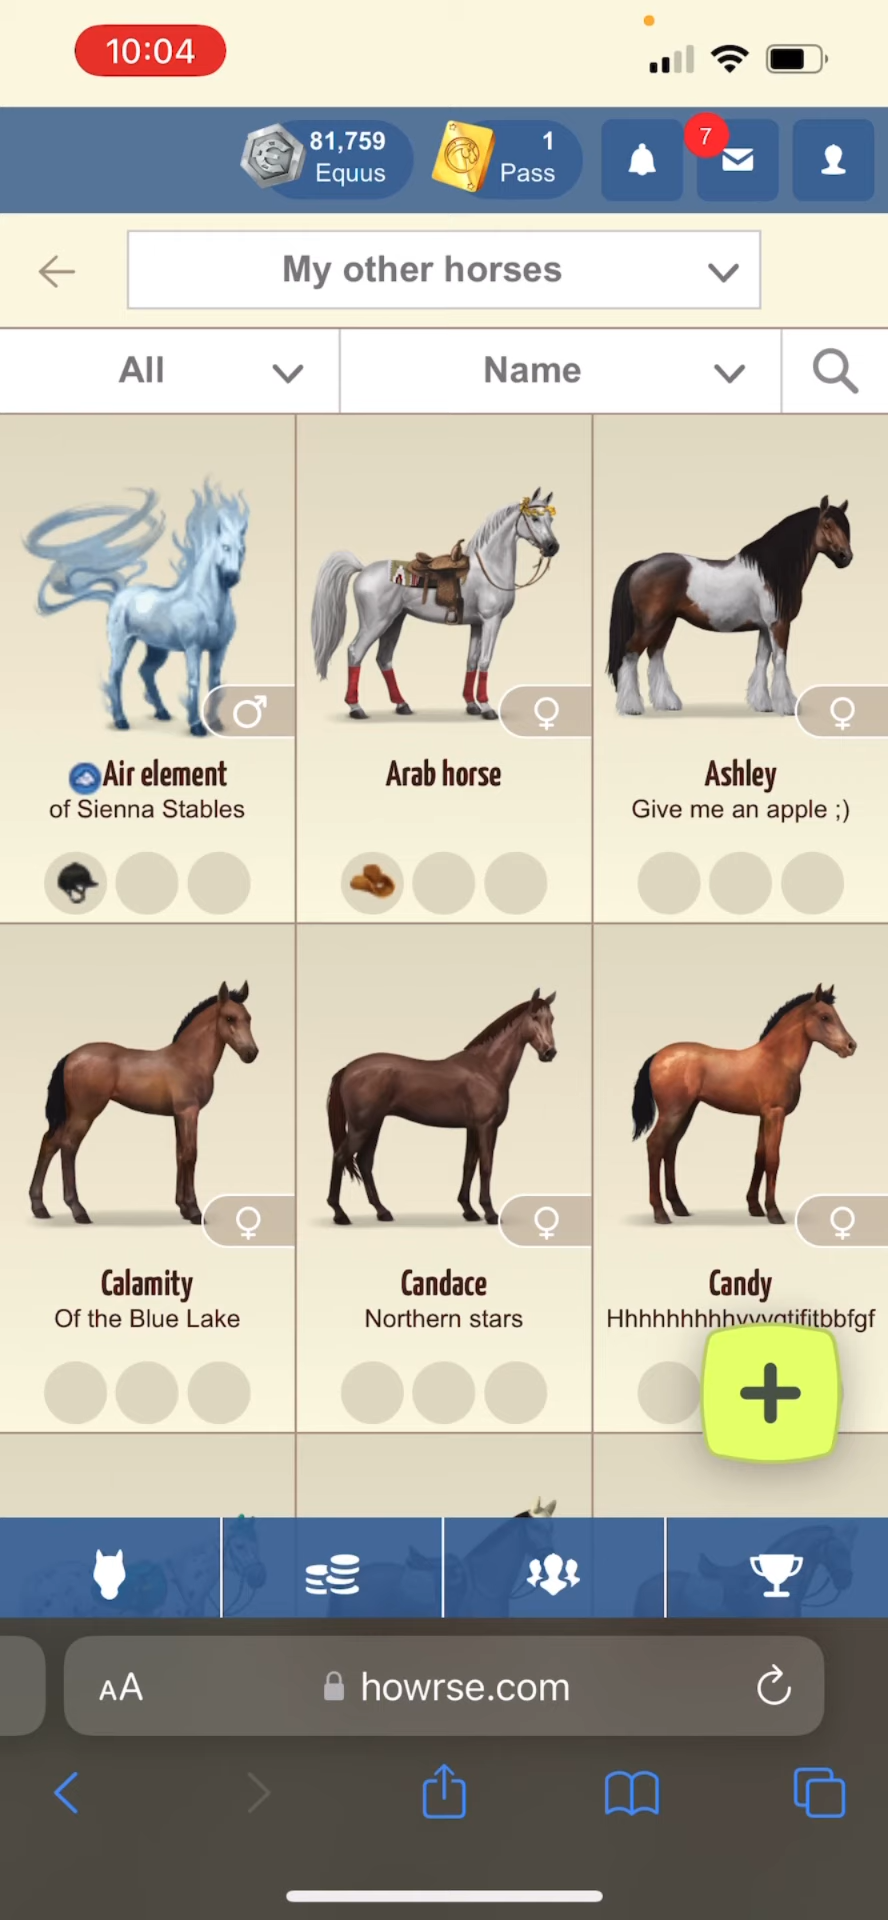 10:04
81,759
Equus
1
Pass
7
My other horses
All
Name
Air element
of Sienna Stables
Arab horse
Ashley
Give me an apple ;)
Calamity
Of the Blue Lake
Candace
Northern stars
Candy
AA
howrse.com